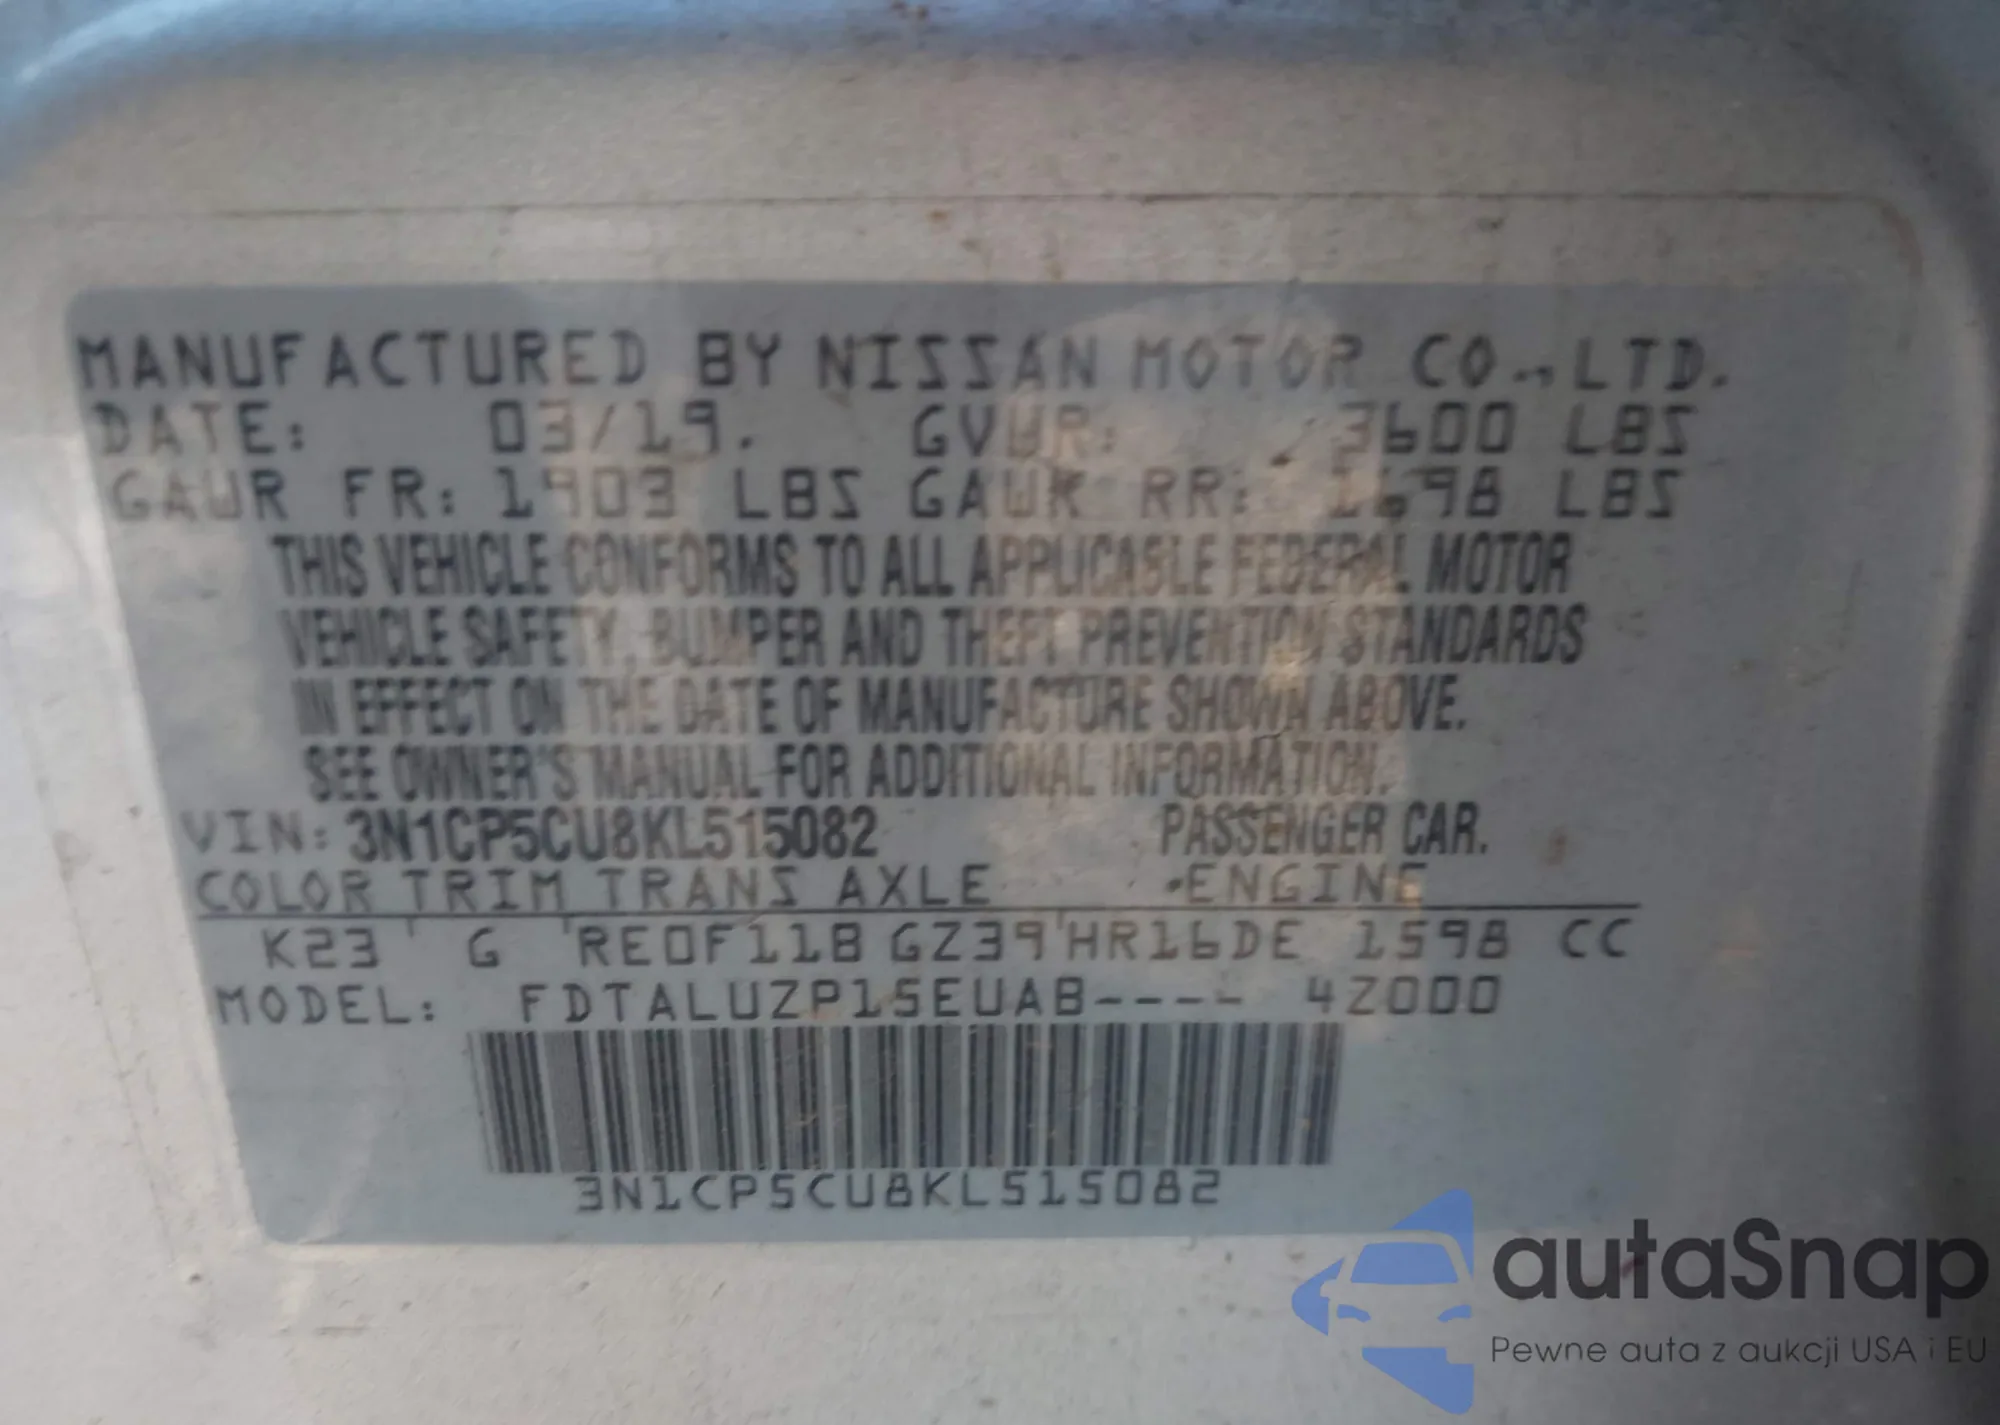 MANUFACTURED BY NISSAN MOTOR CO., LTD.
DATE: 03/19. GVWR: 3600 LBS
GAWR FR: 1903 LBS GAWR RR: 1698 LBS
THIS VEHICLE CONFORMS TO ALL APPLICABLE FEDERAL MOTOR
VEHICLE SAFETY, BUMPER AND THEFT PREVENTION STANDARDS
IN EFFECT ON THE DATE OF MANUFACTURE SHOWN ABOVE.
SEE OWNER'S MANUAL FOR ADDITIONAL INFORMATION.
VIN: 3N1CP5CU8KL515082 PASSENGER CAR.
COLOR TRIM TRANS AXLE ENGINE
K23 G RE0F11B GZ39 HR16DE 1598 CC
MODEL: FDTALUZP15EUAB---- 4Z000
3N1CP5CU8KL515082
autaSnap
Pewne auta z aukcji USA i EU